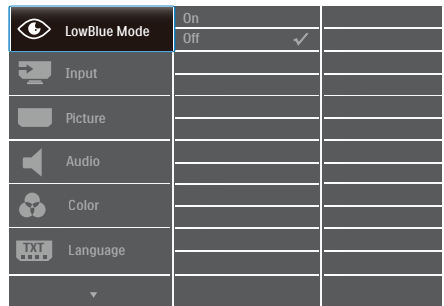 LowBlue Mode
On
Off
Input
Picture
Audio
Color
TXT
Language